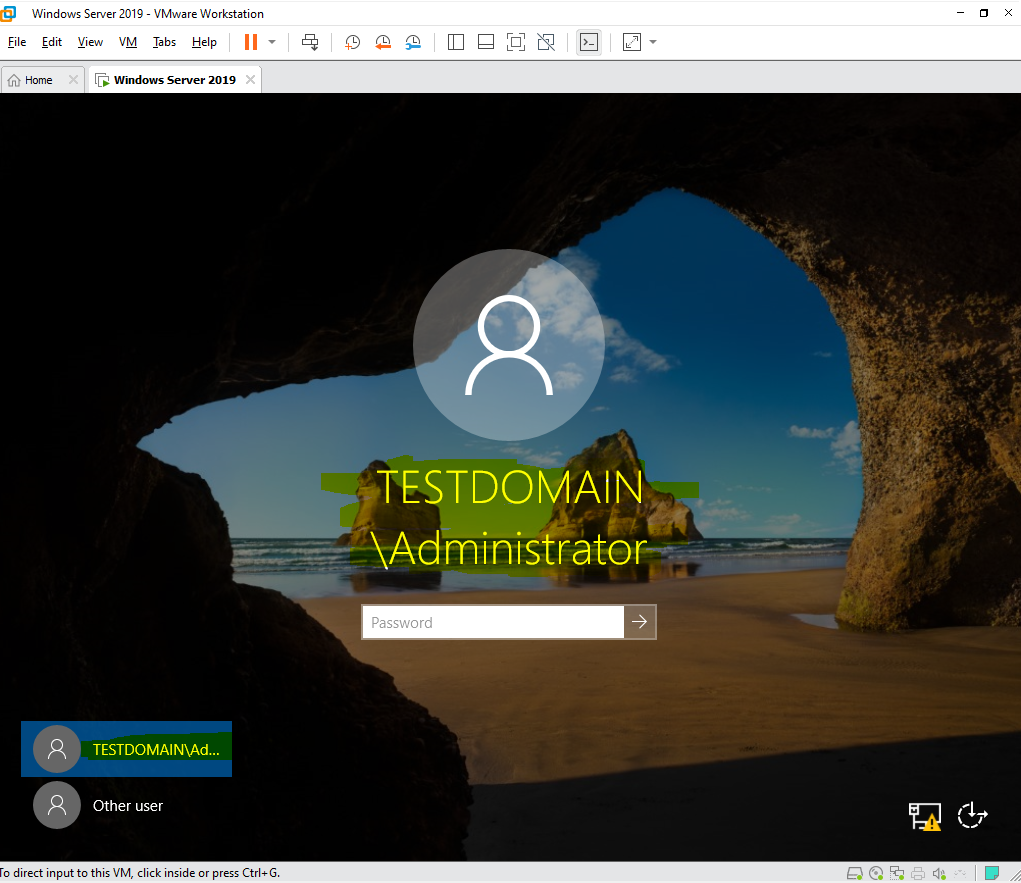 Windows Server 2019 - VMware Workstation
File Edit View VM Tabs Help
Home Windows Server 2019
TESTDOMAIN
\Administrator
Password
TESTDOMAIN\Ad...
Other user
To direct input to this VM, click inside or press Ctrl+G.